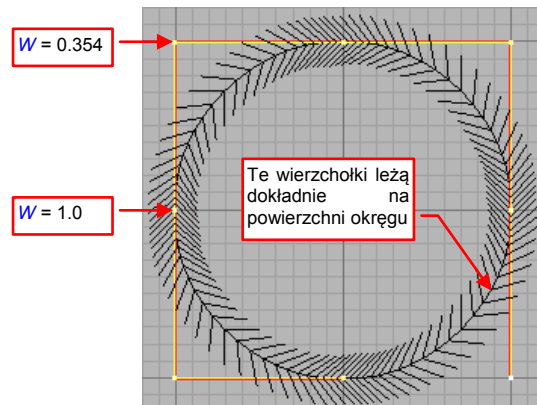 W = 0.354
Te wierzchołki leżą
dokładnie na
powierzchni okręgu
W = 1.0